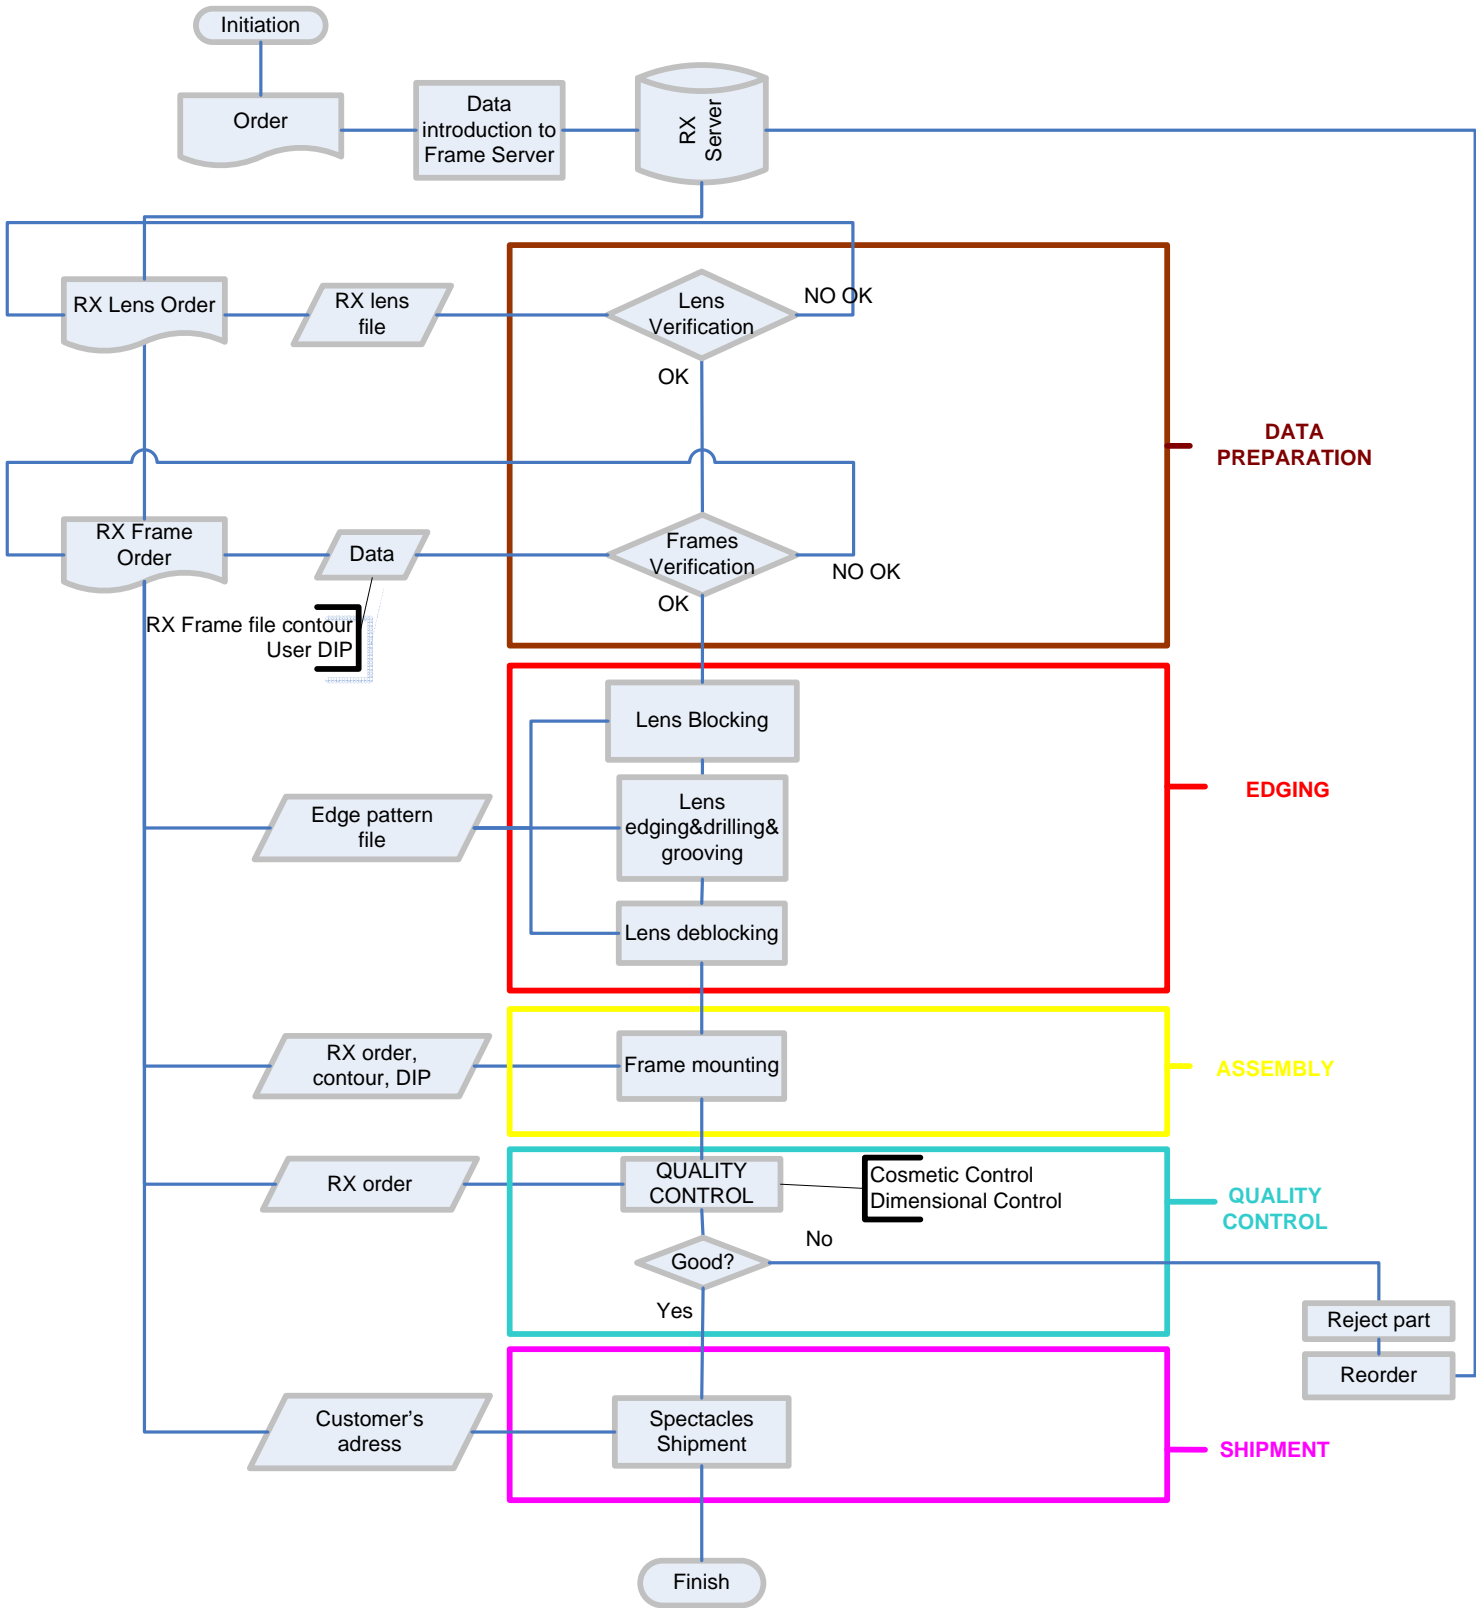 Initiation
Order
Data
introduction to
Frame Server
RX
Server
RX Lens Order
RX lens
file
Lens
Verification
NO OK
OK
DATA
PREPARATION
RX Frame
Order
Data
Frames
Verification
NO OK
OK
RX Frame file contour
User DIP
Lens Blocking
Edge pattern
file
Lens
edging&drilling&
grooving
EDGING
Lens deblocking
RX order,
contour, DIP
Frame mounting
ASSEMBLY
RX order
QUALITY
CONTROL
Cosmetic Control
Dimensional Control
QUALITY
CONTROL
Good?
No
Yes
Reject part
Reorder
Customer's
adress
Spectacles
Shipment
SHIPMENT
Finish